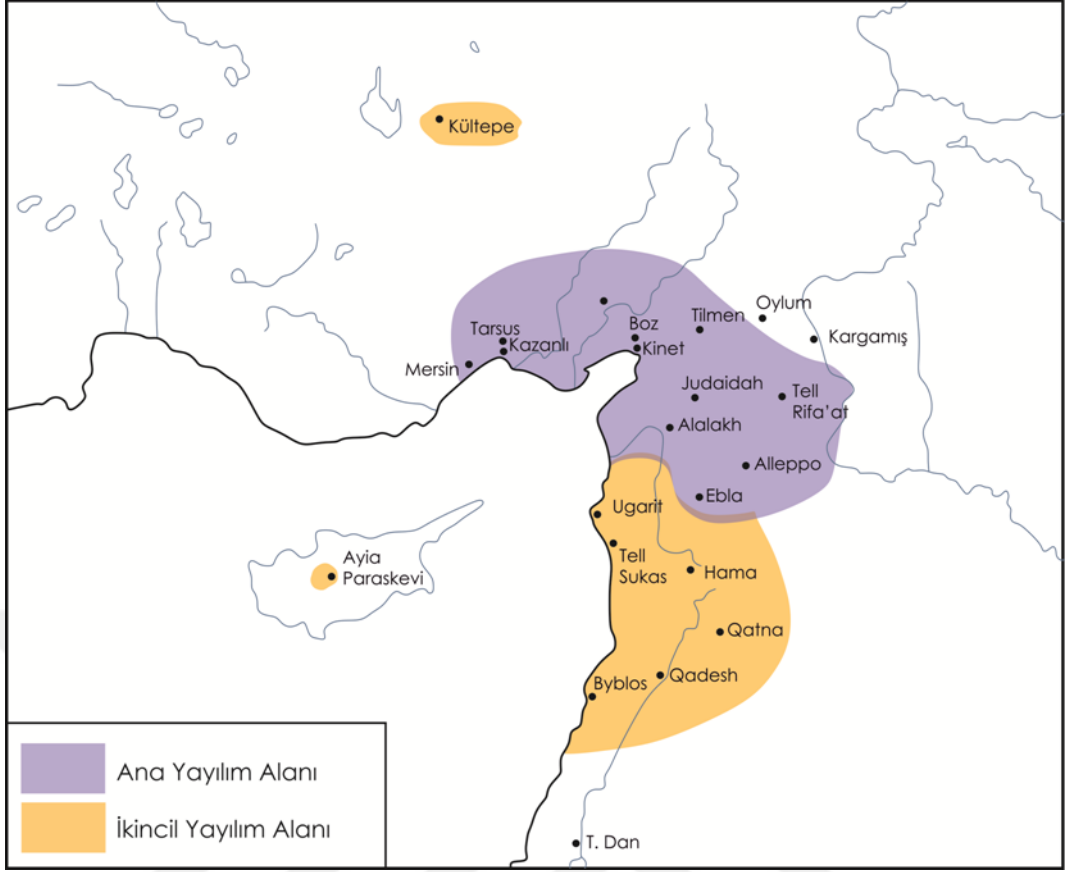 Kültepe
Oylum
Tilmen
Boz
Tarsus
Kazanlı
Kinet
Kargamış
Mersin
Judaidah
Tell
Rifa'at
Alalakh
Alleppo
Ebla
Ugarit
Tell
Sukas
Ayia
Paraskevi
Hama
Qatna
Qadesh
Byblos
Ana Yayılım Alanı
İkincil Yayılım Alanı
T. Dan